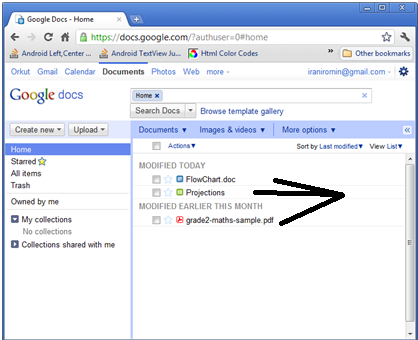 Google Docs - Home
https://docs.google.com/?authuser=0#home
Android Left,Center ... Android TextView Ju... Html Color Codes » Other bookmarks
Orkut Gmail Calendar Documents Photos Web more iraniromin@gmail.com
Google docs
Home ×
Search Docs Browse template gallery
Create new Upload
Documents Images & videos More options «
Actions Sort by Last modified View List
Home
Starred
All items
Trash
Owned by me
My collections
No collections
Collections shared with me
MODIFIED TODAY
FlowChart.doc
Projections
MODIFIED EARLIER THIS MONTH
grade2-maths-sample.pdf